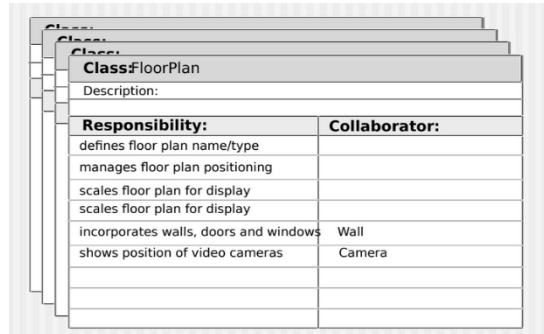 Class:
Class:
Class:
Class:FloorPlan
Description:
Responsibility: Collaborator:
defines floor plan name/type
manages floor plan positioning
scales floor plan for display
scales floor plan for display
incorporates walls, doors and windows Wall
shows position of video cameras Camera